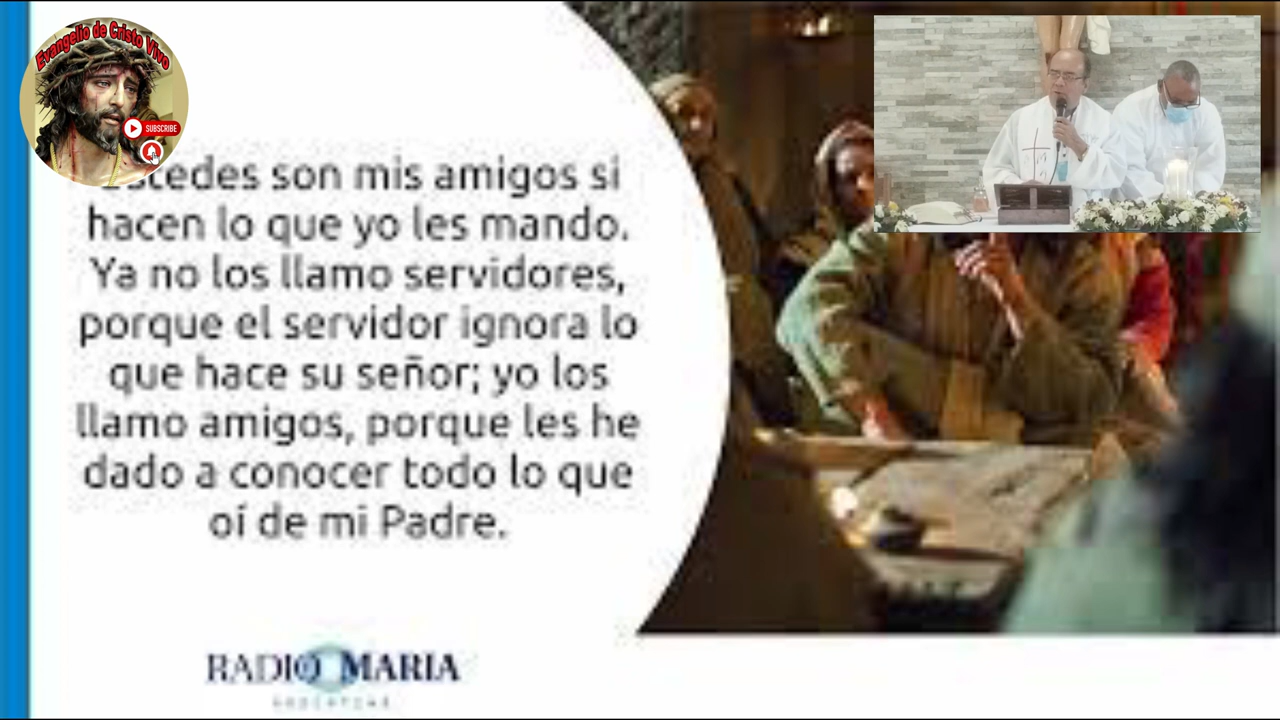 Evangelio de Cristo Vivo
SUBSCRIBE
son mis amigos si
hacen lo que yo les mando.
Ya no los llamo servidores,
porque el servidor ignora lo
que hace su señor; yo los
llamo amigos, porque les he
dado a conocer todo lo que
oí de mi Padre.
RADIO MARIA